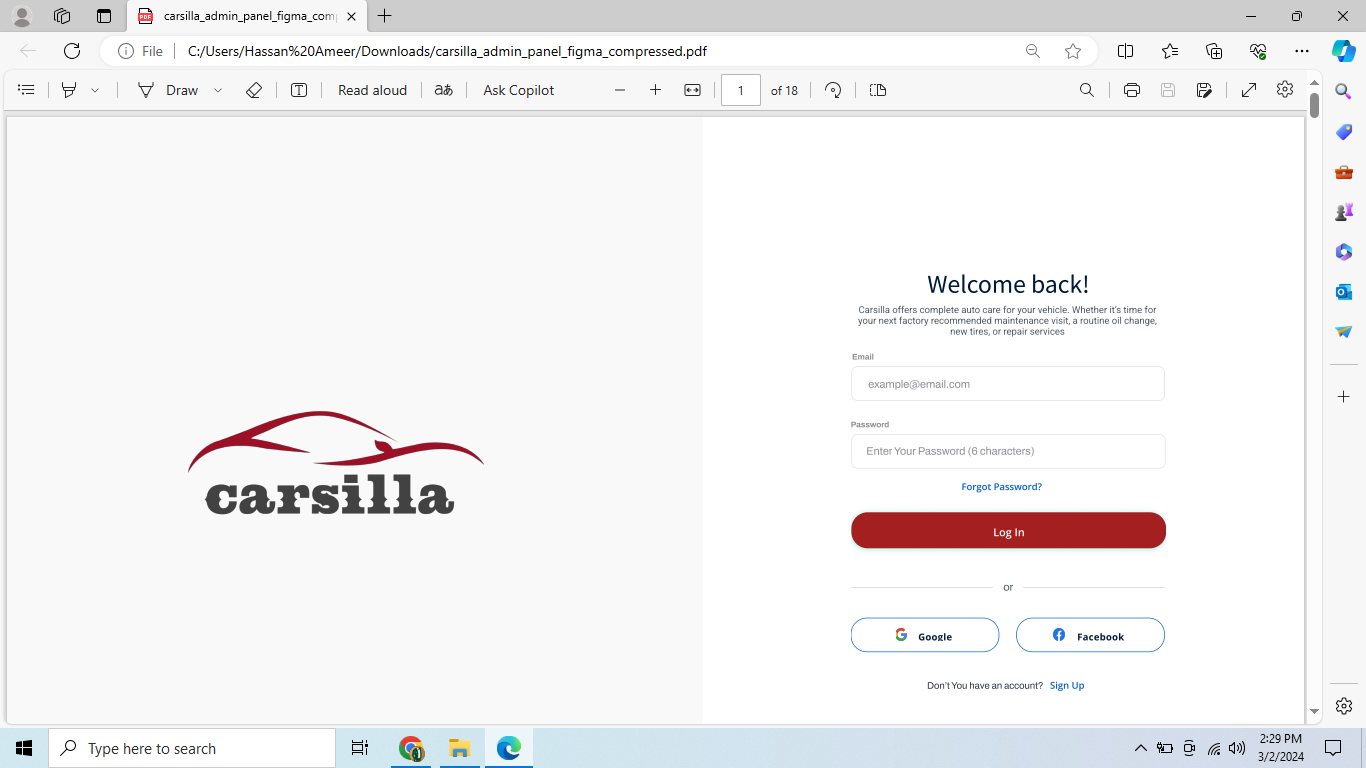 carsilla_admin_panel_figma_comp
File
C:/Users/Hassan%20Ameer/Downloads/carsilla_admin_panel_figma_compressed.pdf
Draw
Read aloud
aあ
Ask Copilot
1
of 18
Welcome back!
Carsilla offers complete auto care for your vehicle. Whether it's time for
your next factory recommended maintenance visit, a routine oil change,
new tires, or repair services
Email
example@email.com
Password
Enter Your Password (6 characters)
Forgot Password?
Log In
or
Google
Facebook
Don't You have an account? Sign Up
carsilla
Type here to search
2:29 PM
3/2/2024